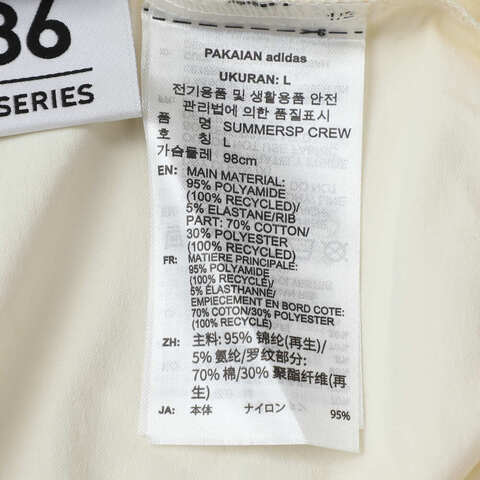 86
SERIES
PAKAIAN adidas
UKURAN: L
전기용품 및 생활용품 안전
관리법에 의한 품질표시
품 명 SUMMERSP CREW
호 칭 L
가슴둘레 98cm
EN: MAIN MATERIAL:
95% POLYAMIDE
(100% RECYCLED)/
5% ELASTANE/RIB
PART: 70% COTTON/
30% POLYESTER
(100% RECYCLED)
FR: MATIERE PRINCIPALE:
95% POLYAMIDE
(100% RECYCLÉ)/
5% ÉLASTHANNE/
EMPIECEMENT EN BORD COTE:
70% COTON/30% POLYESTER
(100% RECYCLÉ)
ZH: 主料: 95% 锦纶(再生)/
5% 氨纶/罗纹部分:
70% 棉/30% 聚酯纤维(再
生)
JA: 本体 ナイロン 95%